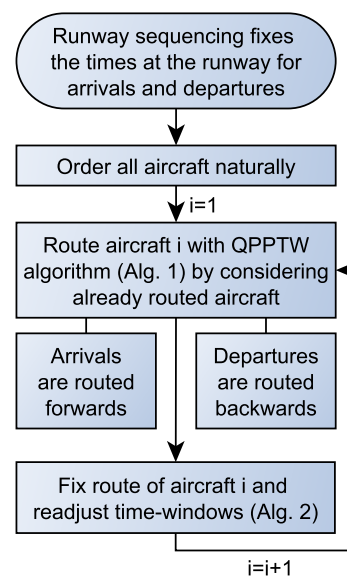 Runway sequencing fixes
the times at the runway for
arrivals and departures
Order all aircraft naturally
i=1
Route aircraft i with QPPTW
algorithm (Alg. 1) by considering
already routed aircraft
Arrivals
are routed
forwards
Departures
are routed
backwards
Fix route of aircraft i and
readjust time-windows (Alg. 2)
i=i+1